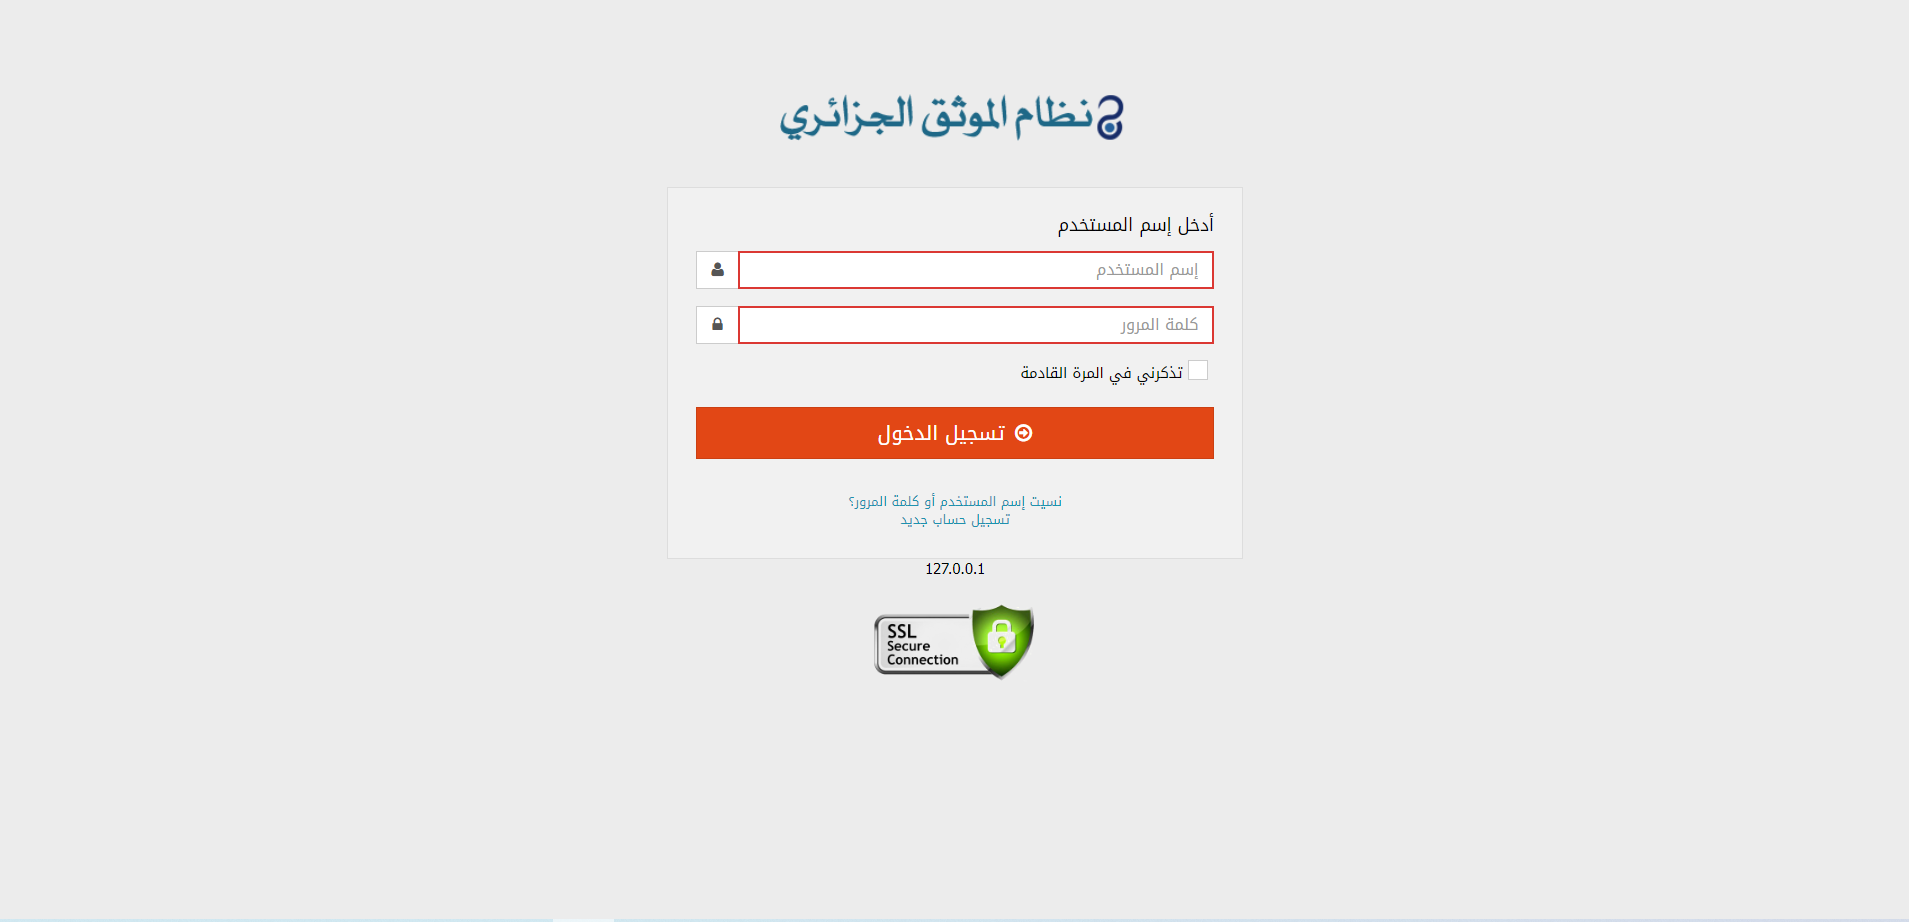 نظام الموثق الجزائري
أدخل إسم المستخدم
إسم المستخدم
كلمة المرور
تذكرني في المرة القادمة
تسجيل الدخول
نسيت إسم المستخدم أو كلمة المرور؟
تسجيل حساب جديد
127.0.0.1
SSL
Secure
Connection